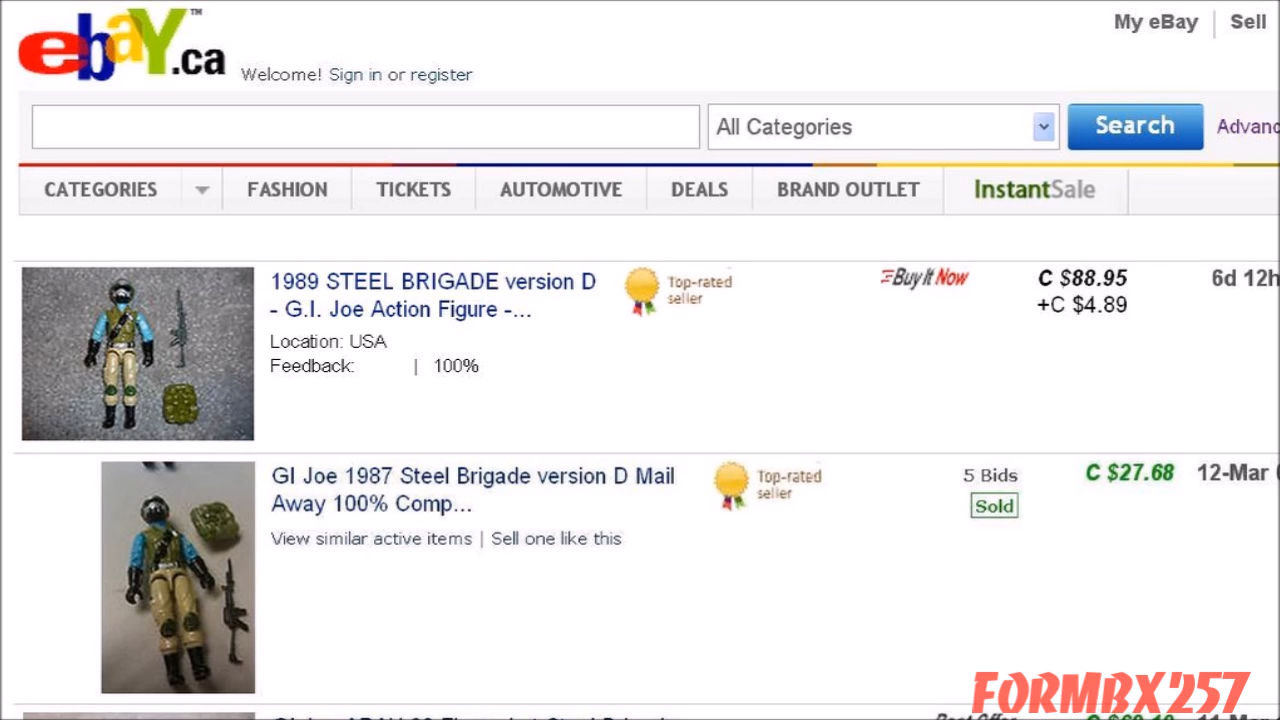 ebaY.ca™
Welcome! Sign in or register
My eBay
Sell
All Categories
Search
Advanc
CATEGORIES
FASHION
TICKETS
AUTOMOTIVE
DEALS
BRAND OUTLET
InstantSale
1989 STEEL BRIGADE version D
- G.I. Joe Action Figure -...
Location: USA
Feedback: | 100%
Top-rated
seller
Buy It Now
C $88.95
+C $4.89
6d 12h
GI Joe 1987 Steel Brigade version D Mail
Away 100% Comp...
View similar active items | Sell one like this
Top-rated
seller
5 Bids
Sold
C $27.68
12-Mar
FORMBX257